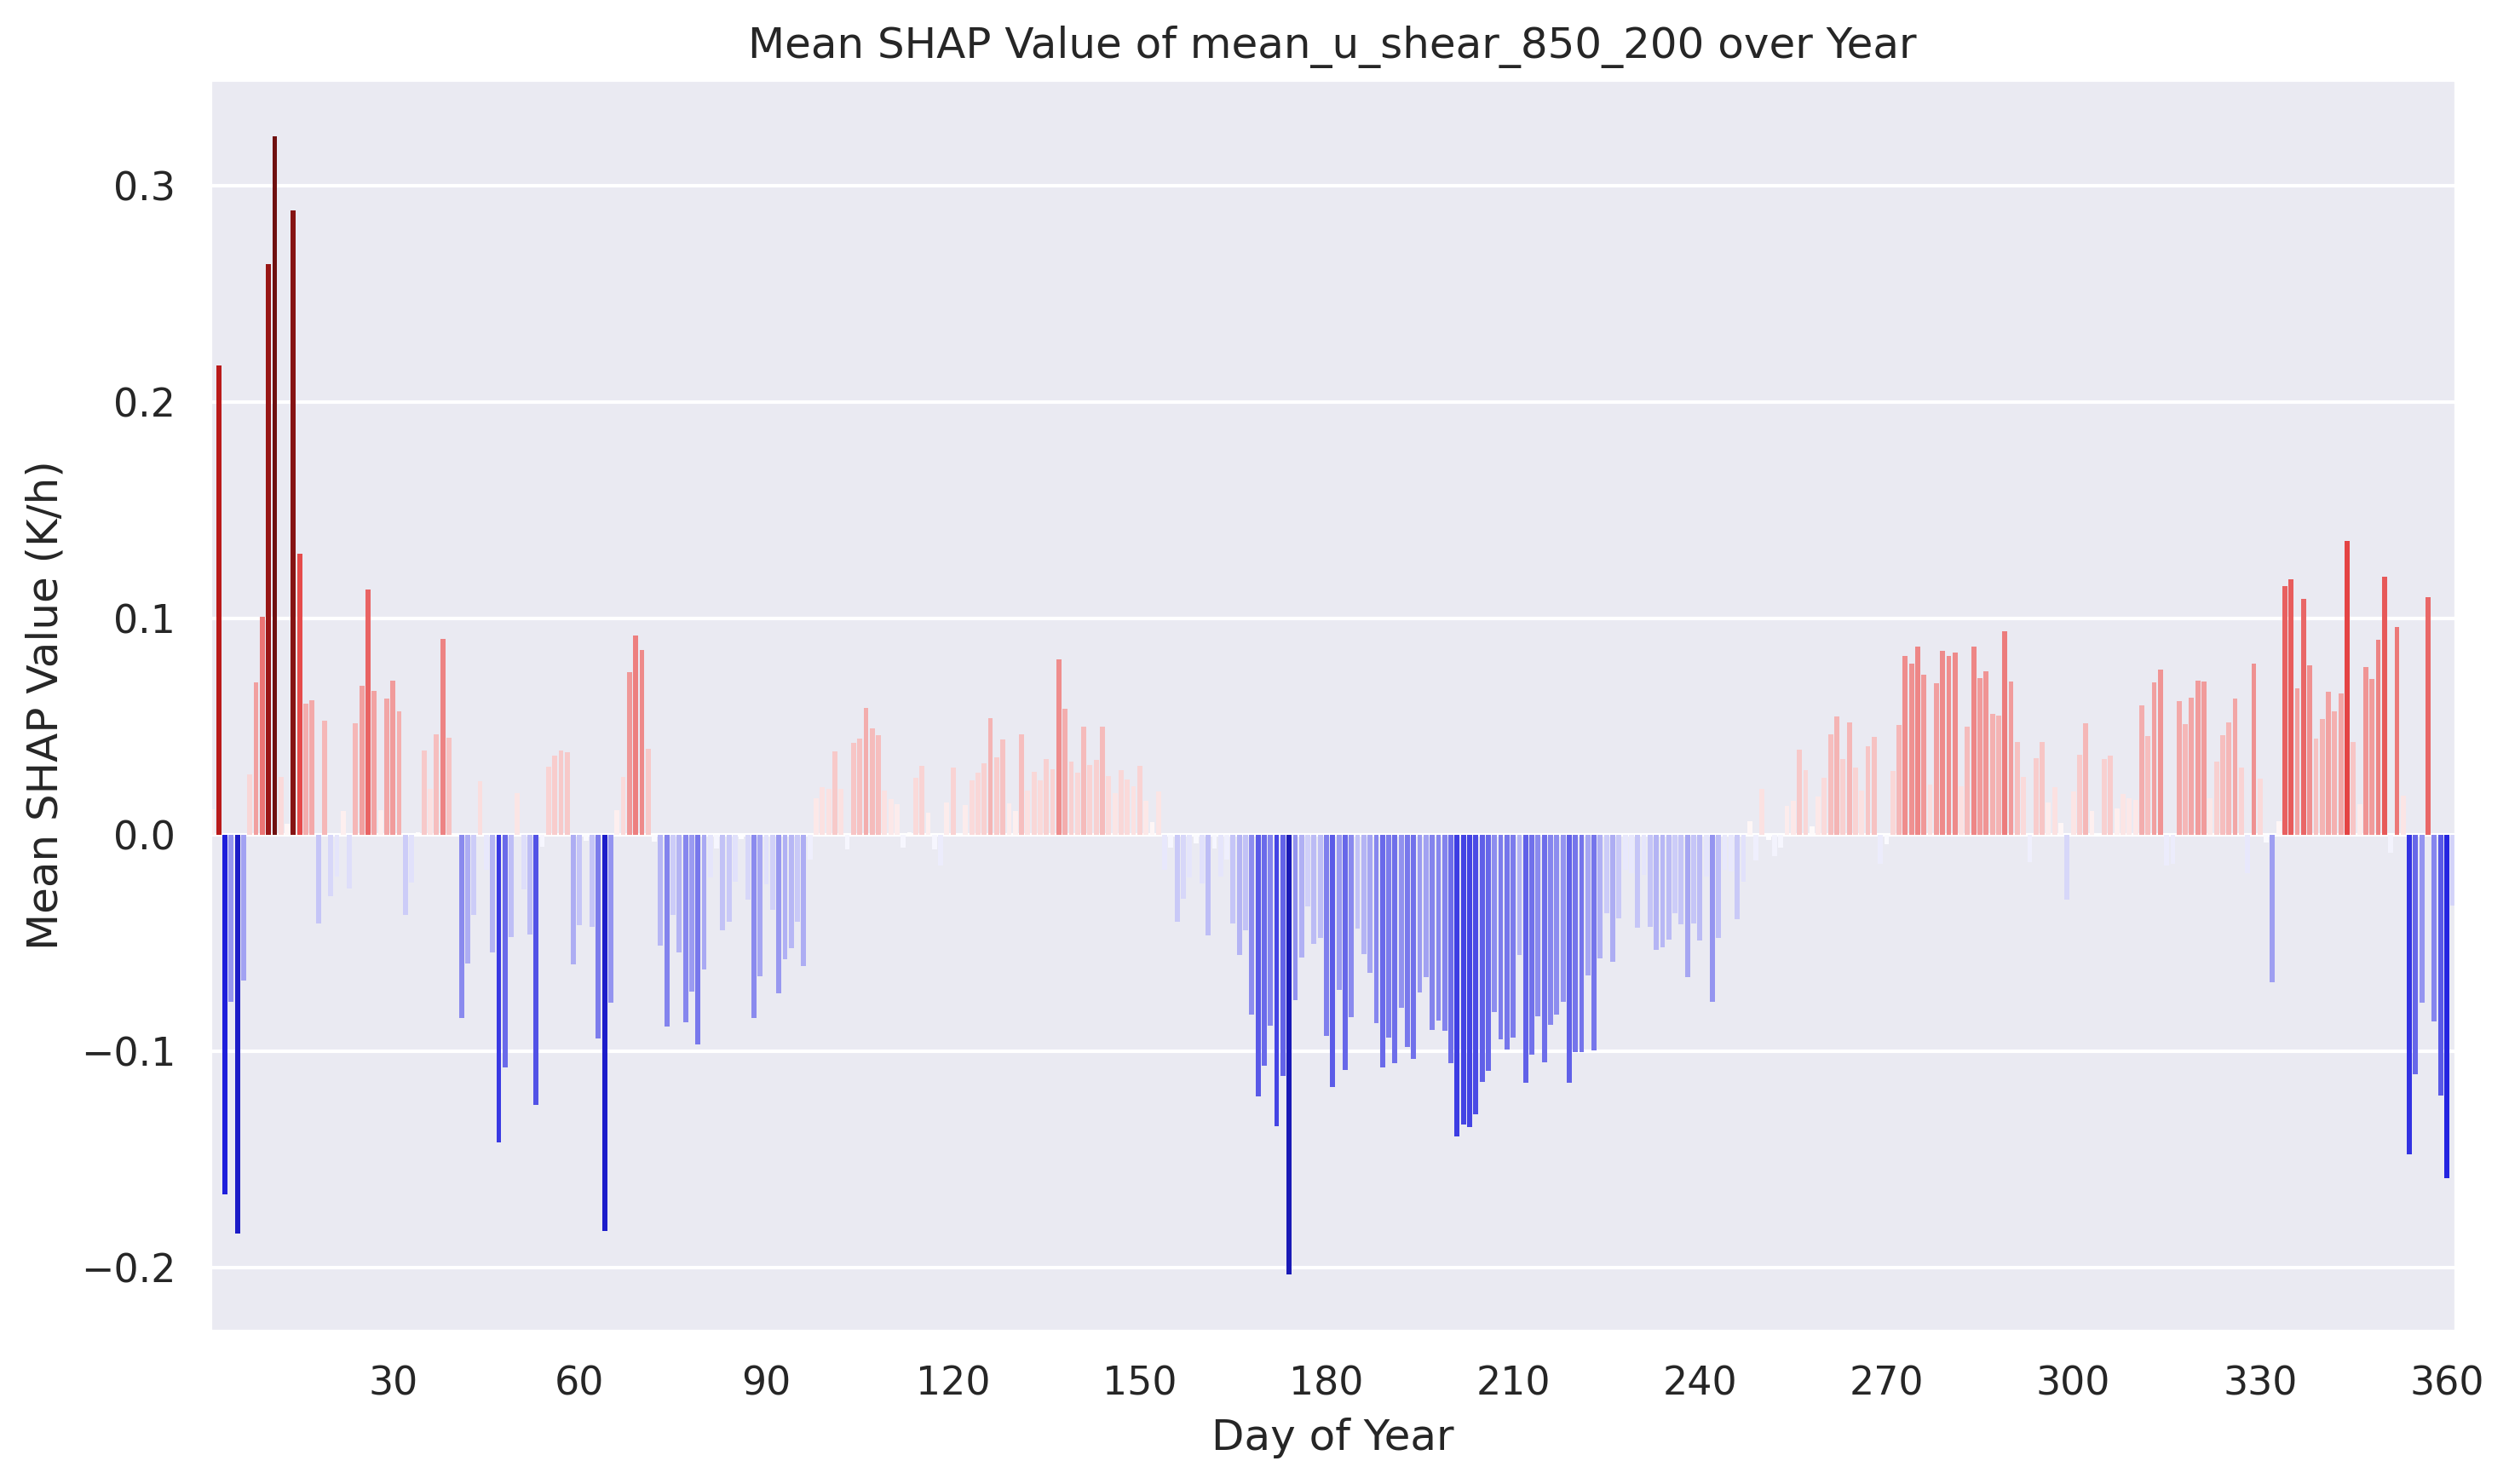 Mean SHAP Value of mean_u_shear_850_200 over Year
Mean SHAP Value (K/h)
0.3
0.2
0.1
0.0
−0.1
−0.2
30 60 90 120 150 180 210 240 270 300 330 360
Day of Year